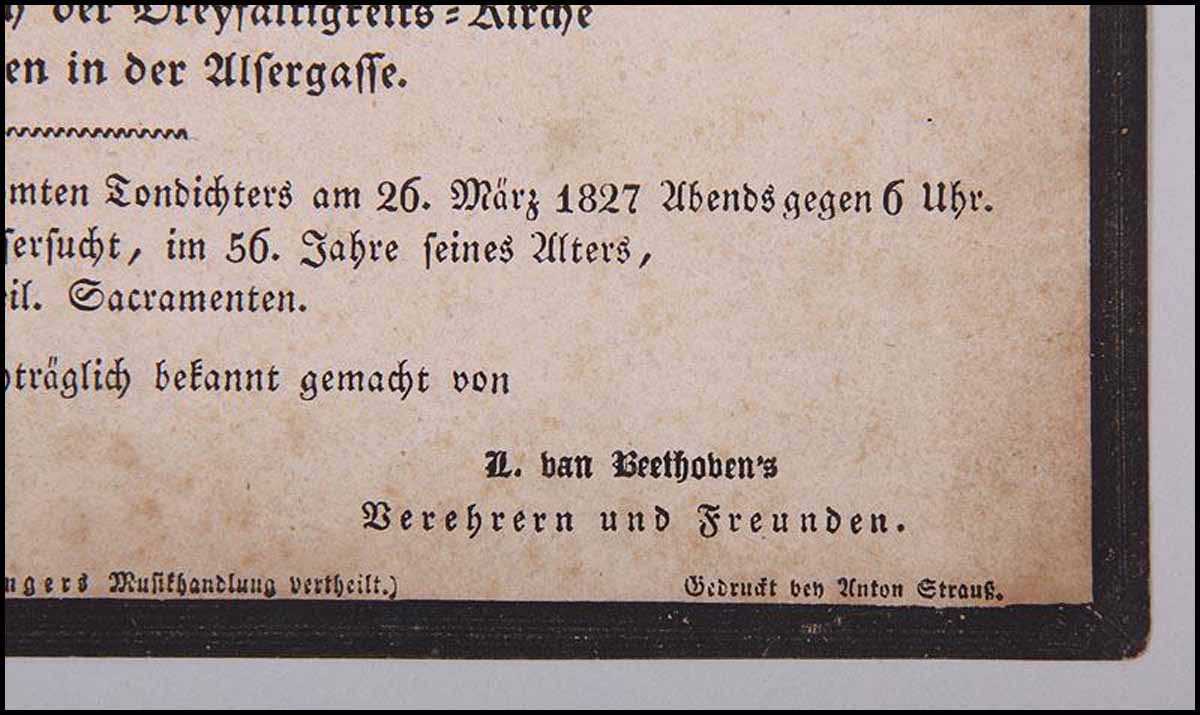 der Dreyfaltigkeits-Kirche
en in der Alsergasse.
mten Tondichters am 26. März 1827 Abends gegen 6 Uhr.
sersucht, im 56. Jahre seines Alters,
eil. Sacramenten.
träglich bekannt gemacht von
L. van Beethoven's
Verehrern und Freunden.
ngers Musikhandlung vertheilt.)
Gedruckt bey Anton Strauß.